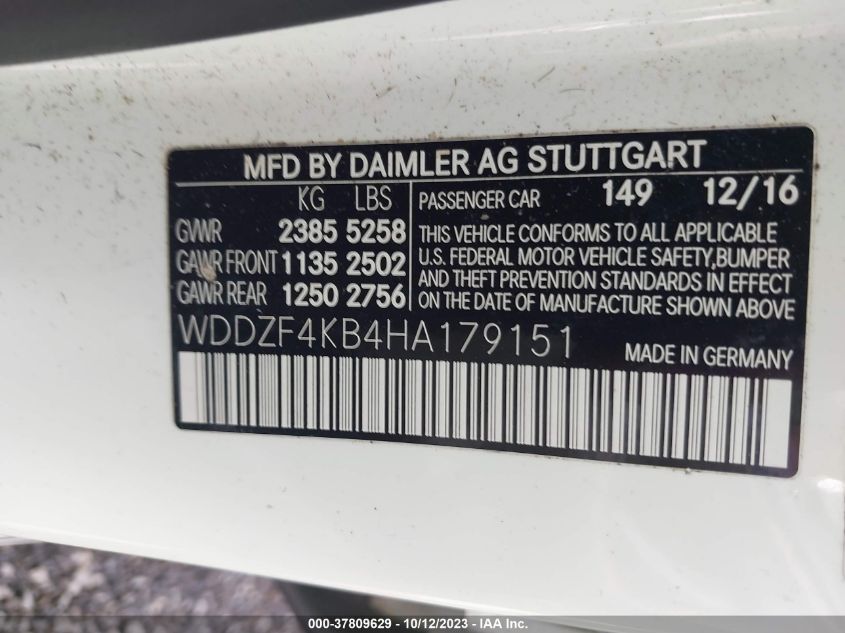 MFD BY DAIMLER AG STUTTGART
KG LBS
GVWR 2385 5258
GAWR FRONT 1135 2502
GAWR REAR 1250 2756
PASSENGER CAR 149 12/16
THIS VEHICLE CONFORMS TO ALL APPLICABLE
U.S. FEDERAL MOTOR VEHICLE SAFETY,BUMPER
AND THEFT PREVENTION STANDARDS IN EFFECT
ON THE DATE OF MANUFACTURE SHOWN ABOVE
WDDZF4KB4HA179151
MADE IN GERMANY
000-37809629 - 10/12/2023 - IAA Inc.